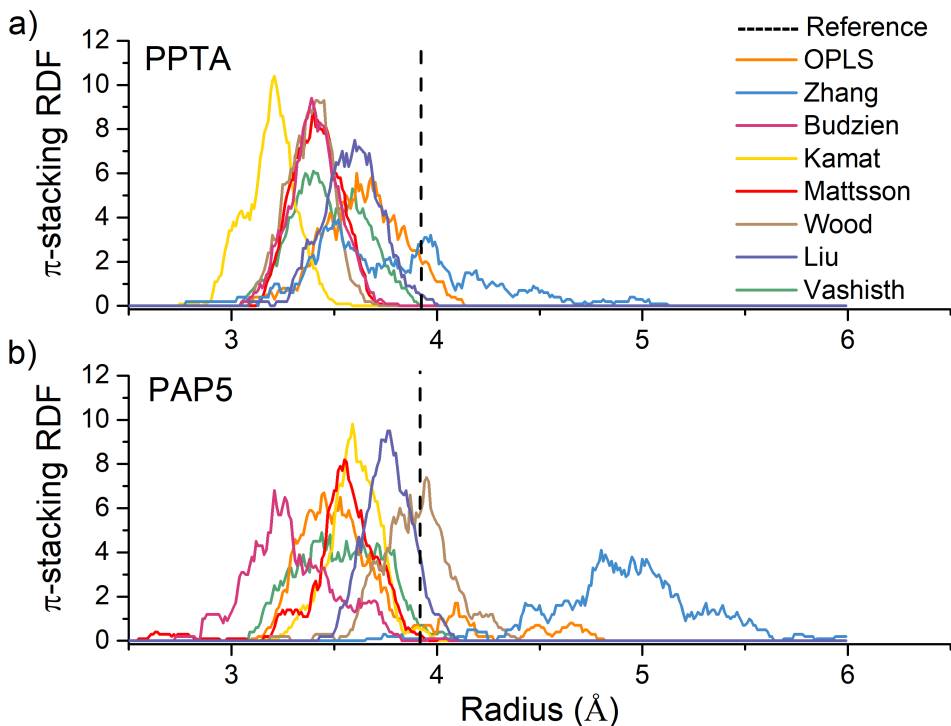 a)
PPTA
π-stacking RDF
12
10
8
6
4
2
0
3
4
5
6
Reference
OPLS
Zhang
Budzien
Kamat
Mattsson
Wood
Liu
Vashisth
b)
PAP5
π-stacking RDF
12
10
8
6
4
2
0
3
4
5
6
Radius (Å)